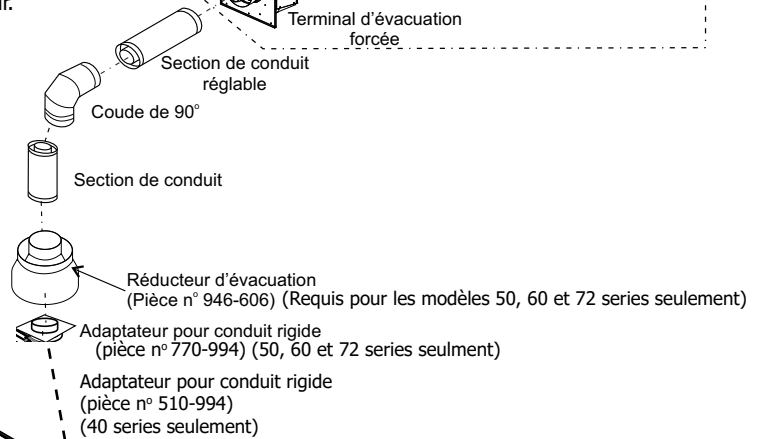 Terminal d'évacuation
forcée
Section de conduit
réglable
Coude de 90°
Section de conduit
Réducteur d'évacuation
(Pièce n° 946-606) (Requis pour les modèles 50, 60 et 72 series seulement)
Adaptateur pour conduit rigide
(pièce nº 770-994) (50, 60 et 72 series seulment)
Adaptateur pour conduit rigide
(pièce nº 510-994)
(40 series seulement)